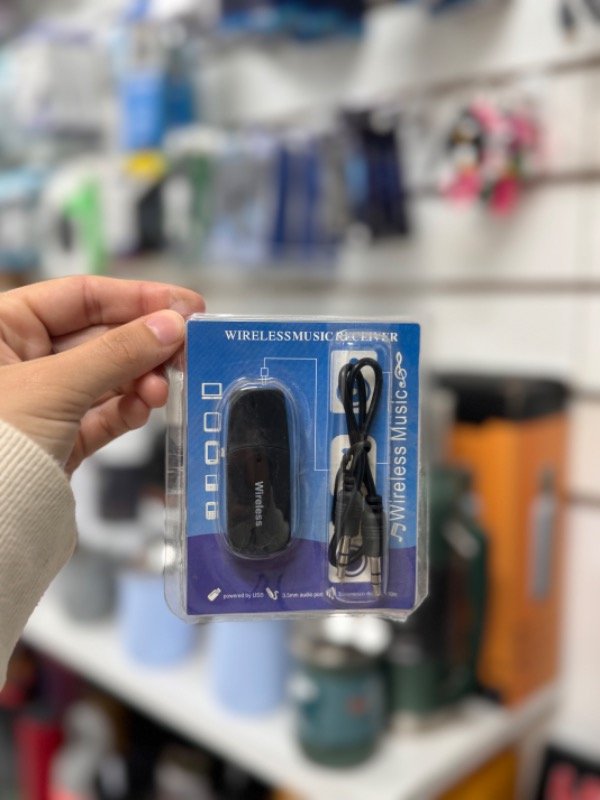 WIRELESS MUSIC RECEIVER
Wireless Music
Wireless
powered by USB
3.5mm audio port